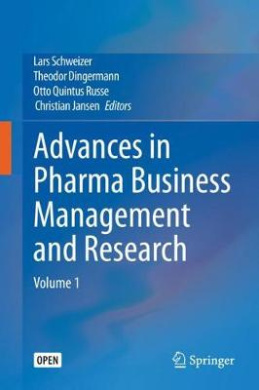 Lars Schweizer
Theodor Dingermann
Otto Quintus Russe
Christian Jansen Editors
Advances in
Pharma Business
Management
and Research
Volume 1
OPEN
Springer